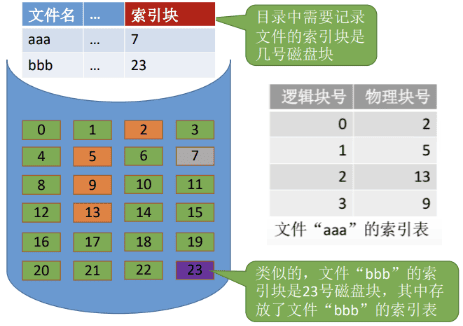 文件名 … 索引块
aaa … 7
bbb … 23
目录中需要记录
文件的索引块是
几号磁盘块
0 1 2 3
4 5 6 7
8 9 10 11
12 13 14 15
16 17 18 19
20 21 22 23
逻辑块号 物理块号
0 2
1 5
2 13
3 9
文件“aaa”的索引表
类似的，文件“bbb”的索
引块是23号磁盘块，其中存
放了文件“bbb”的索引表